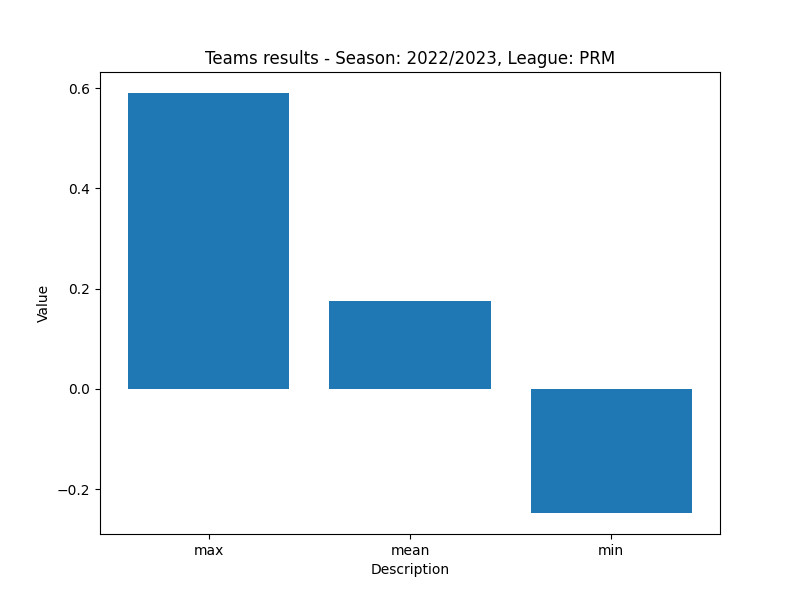 Teams results - Season: 2022/2023, League: PRM
0.6
0.4
0.2
0.0
−0.2
Value
max mean min
Description